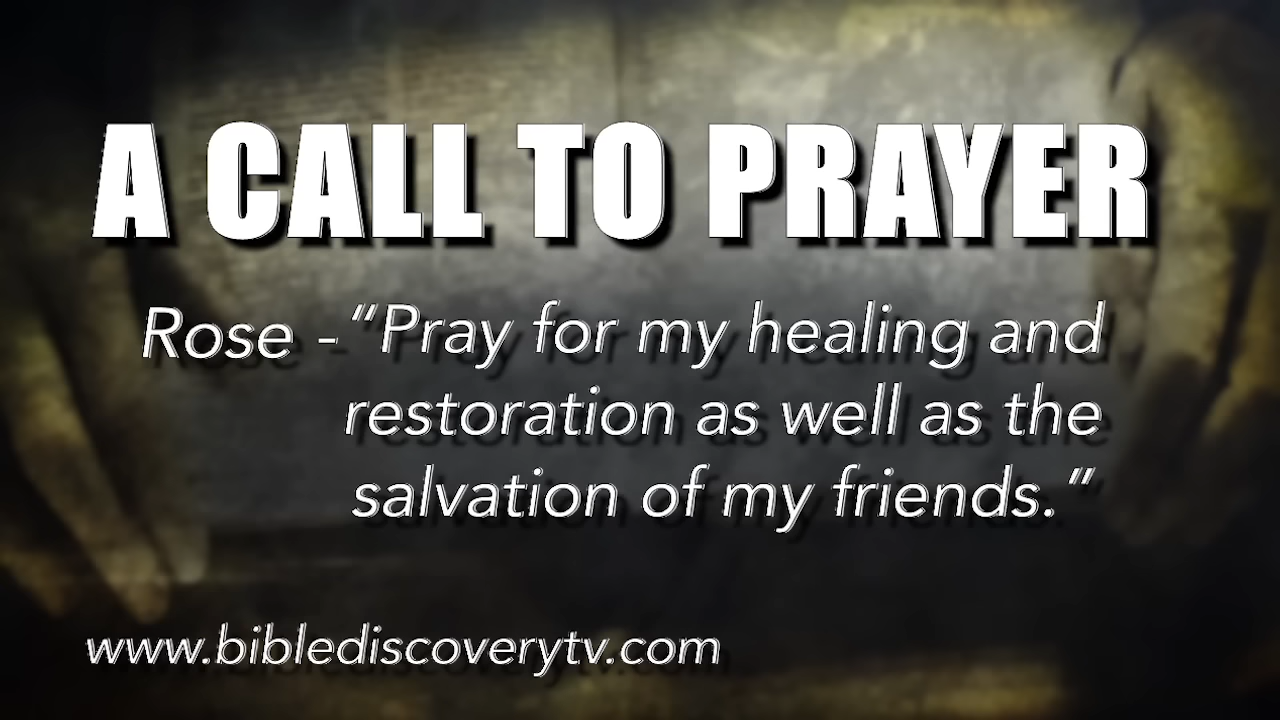 A CALL TO PRAYER
Rose - “Pray for my healing and
restoration as well as the
salvation of my friends.”
www.biblediscoverytv.com